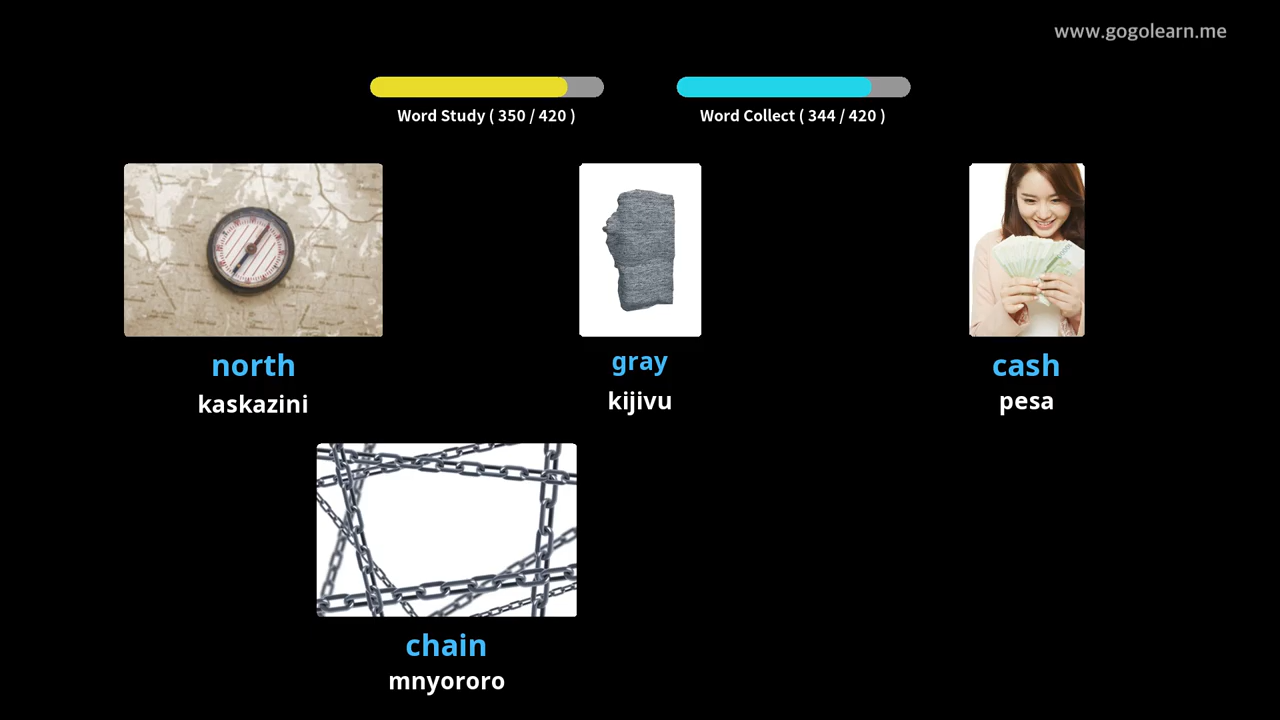 www.gogolearn.me
Word Study ( 350 / 420 )
Word Collect ( 344 / 420 )
north
kaskazini
gray
kijivu
cash
pesa
chain
mnyororo